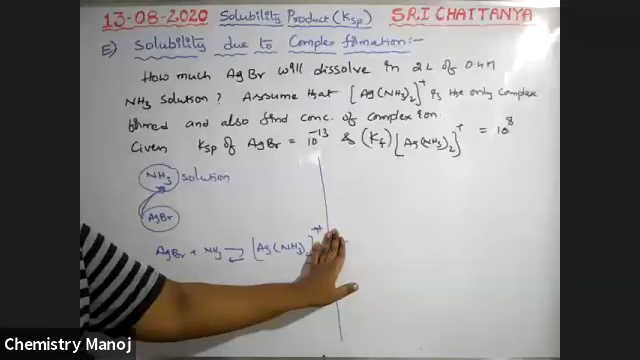 13-08-2020 Solubility Product (Ksp) SRI CHAITANYA
E) Solubility due to Complex formation:-
How much AgBr will dissolve in 2L of 0.4M
NH3 solution? Assume that [Ag(NH3)2]+ is the only complex
formed and also find conc. of complex ion.
Given Ksp of AgBr = 10^-13 & (Kf)[Ag(NH3)2]+ = 10^8
NH3 solution
AgBr
AgBr + NH3 ⇌ [Ag(NH3)
Chemistry Manoj